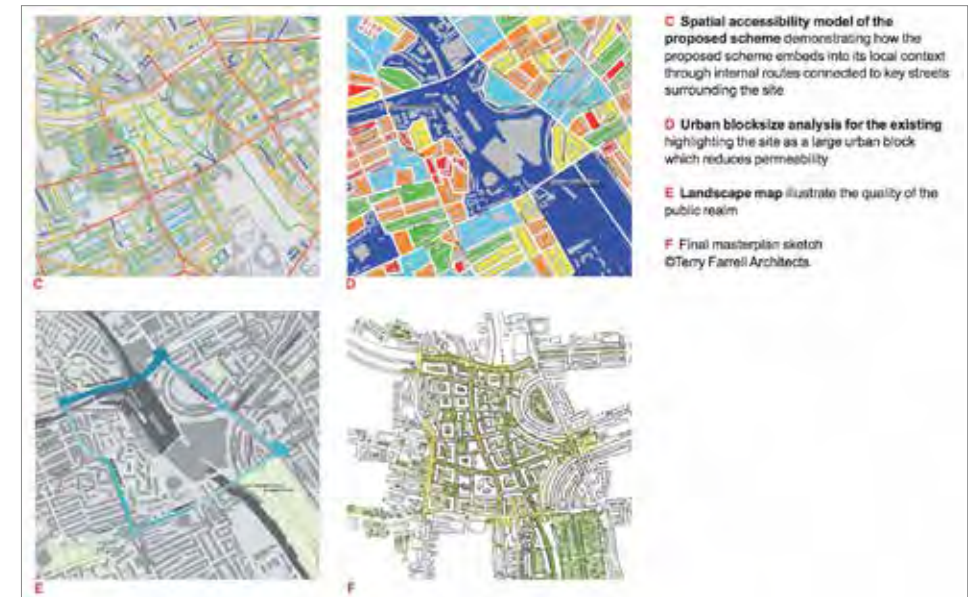 C Spatial accessibility model of the
proposed scheme demonstrating how the
proposed scheme embeds into its local context
through internal routes connected to key streets
surrounding the site
D Urban blocksize analysis for the existing
highlighting the site as a large urban block
which reduces permeability
E Landscape map illustrate the quality of the
public realm
F Final masterplan sketch
©Terry Farrell Architects
C
D
E
F